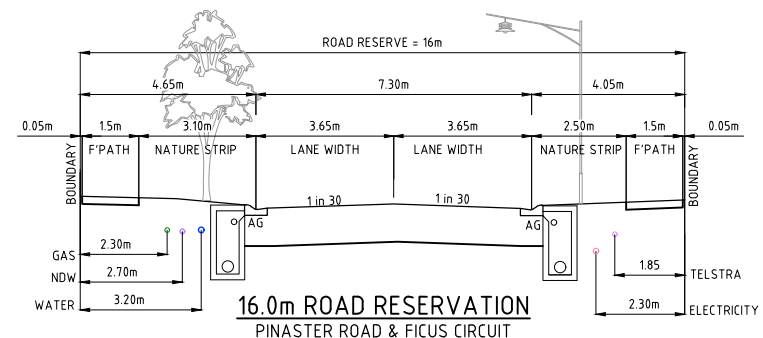 ROAD RESERVE = 16m
4.65m 7.30m 4.05m
0.05m 1.5m 3.10m 3.65m 3.65m 2.50m 1.5m 0.05m
BOUNDARY F'PATH NATURE STRIP LANE WIDTH LANE WIDTH NATURE STRIP F'PATH BOUNDARY
1 in 30 1 in 30
AG AG
GAS 2.30m
NDW 2.70m
WATER 3.20m
1.85 TELSTRA
2.30m ELECTRICITY
16.0m ROAD RESERVATION
PINASTER ROAD & FICUS CIRCUIT